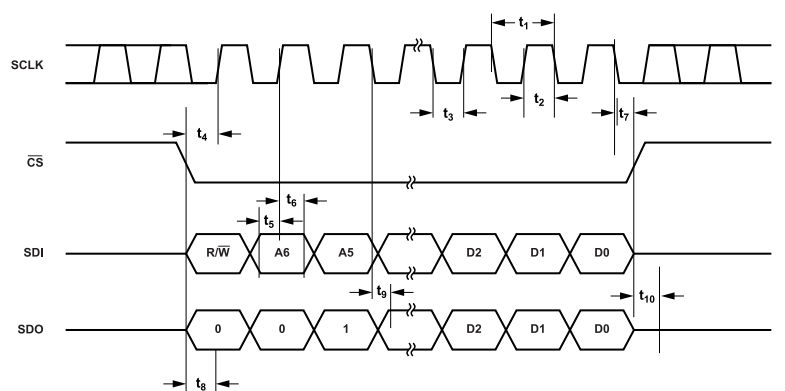 t1
SCLK
t4
t3
t2
t7
CS
t6
t5
SDI
R/W
A6
A5
D2
D1
D0
t9
t10
SDO
0
0
1
D2
D1
D0
t8